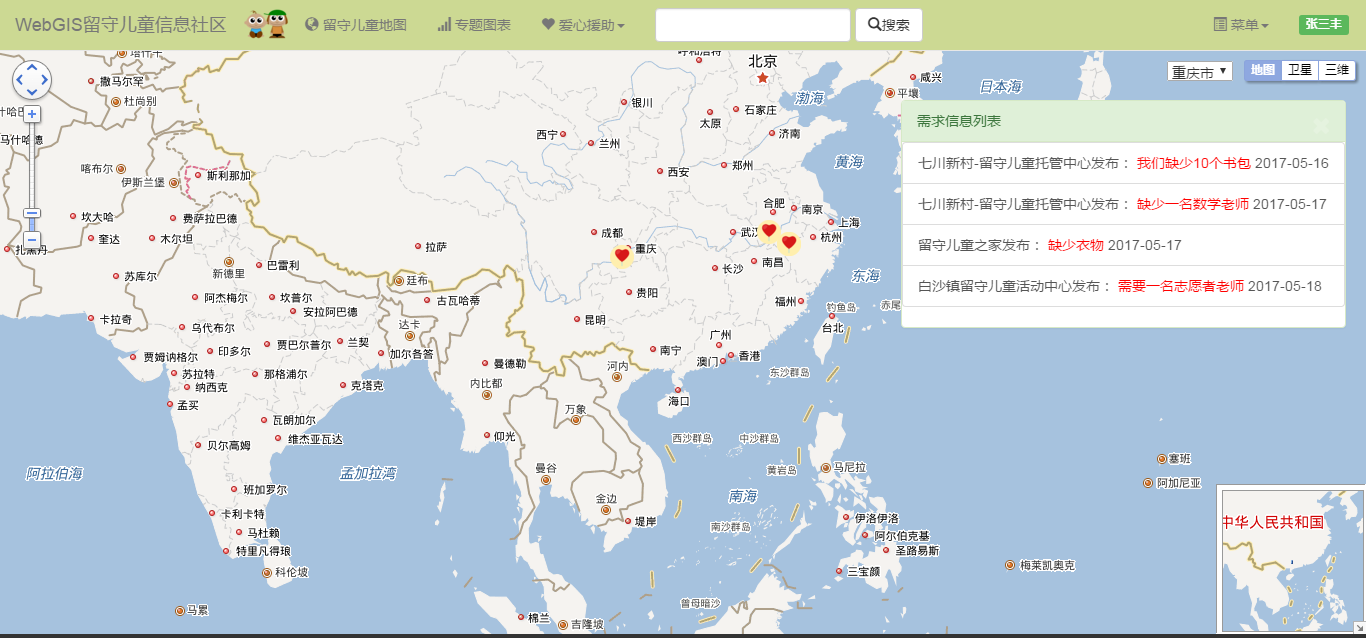 WebGIS留守儿童信息社区 留守儿童地图 专题图表 爱心援助 搜索 菜单 张三丰
重庆市 地图 卫星 三维
需求信息列表 ×
七川新村-留守儿童托管中心发布： 我们缺少10个书包 2017-05-16
七川新村-留守儿童托管中心发布： 缺少一名数学老师 2017-05-17
留守儿童之家发布： 缺少衣物 2017-05-17
白沙镇留守儿童活动中心发布： 需要一名志愿者老师 2017-05-18
北京
撒马尔罕
咸兴
日本海
平壤
杜尚别
银川
渤海
石家庄
太原
西宁
济南
兰州
黄海
喀布尔
郑州
西安
伊斯兰堡
斯利那加
合肥
南京
坎大哈
费萨拉巴德
上海
成都
杭州
奎达
木尔坦
拉萨
重庆
南昌
巴雷利
长沙
新德里
苏库尔
东海
廷布
贵阳
阿杰梅尔
坎普尔
古瓦哈蒂
福州
钓鱼岛
安拉阿巴德
卡拉奇
昆明
达卡
台北
乌代布尔
广州
贾巴尔普尔
兰契
印多尔
南宁
加尔各答
香港
贾姆讷格尔
澳门
曼德勒
河内
苏拉特
那格浦尔
东沙群岛
纳西克
克塔克
内比都
海口
孟买
万象
瓦朗加尔
仰光
维杰亚瓦达
西沙群岛
中沙群岛
贝尔高姆
塞班
曼谷
马尼拉
黄岩岛
阿拉伯海
孟加拉湾
阿加尼亚
班加罗尔
南海
金边
卡利卡特
伊洛伊洛
堤岸
中华人民共和国
南沙群岛
马杜赖
阿尔伯克基
特里凡得琅
圣路易斯
梅莱凯奥克
科伦坡
三宝颜
曾母暗沙
马累
棉兰
吉隆坡